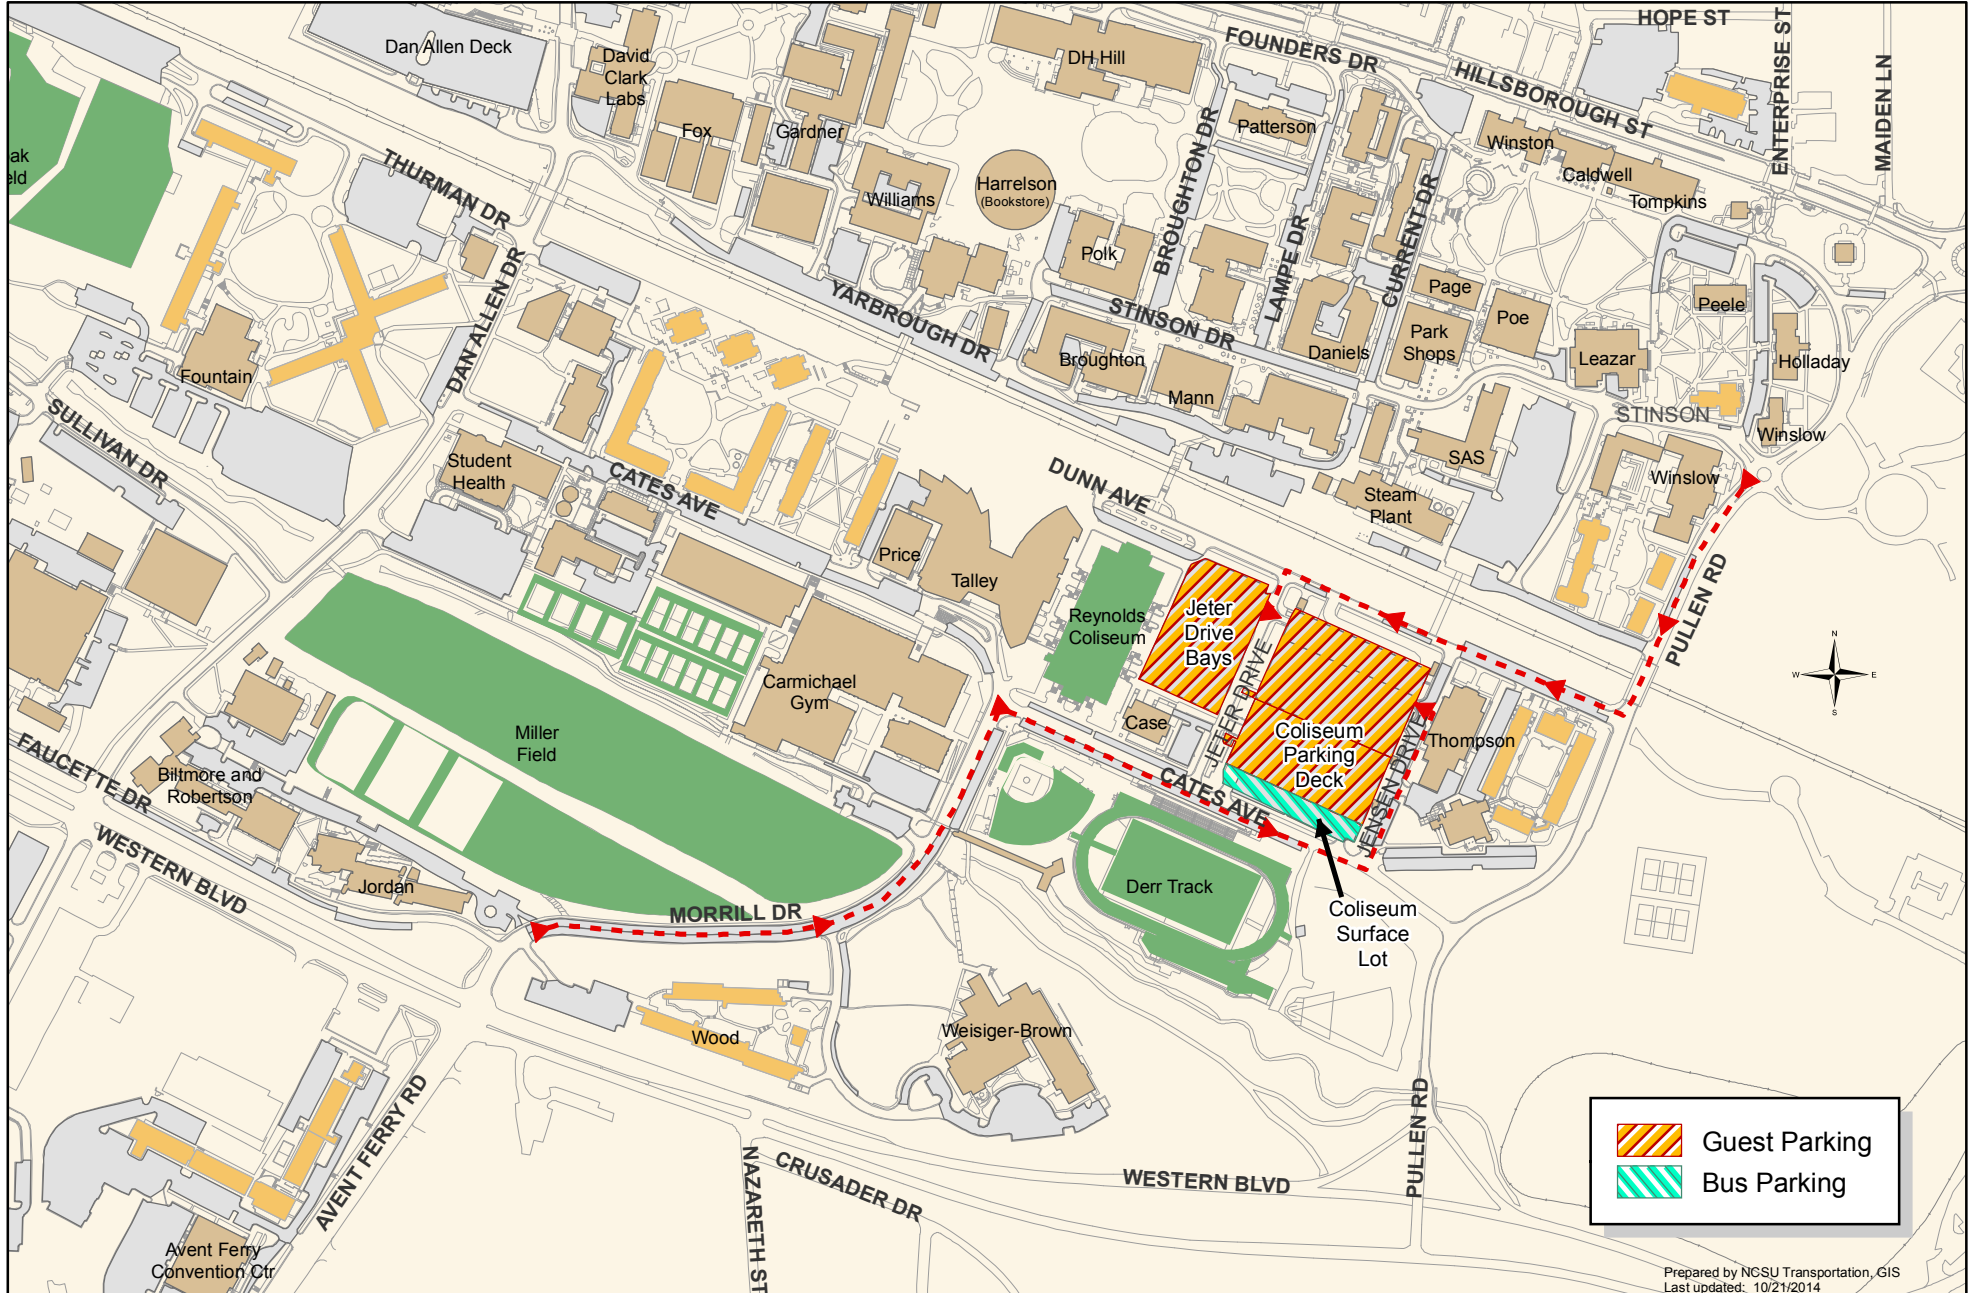 HOPE ST
Dan Allen Deck
David
Clark
Labs
DH Hill
FOUNDERS DR
HILLSBOROUGH ST
ENTERPRISE ST
MAIDEN LN
Fox
Gardner
Patterson
Winston
Caldwell
Tompkins
THURMAN DR
Williams
Harrelson
(Bookstore)
BROUGHTON DR
LAMPE DR
CURRENT DR
Polk
Page
Poe
Peele
Park
Shops
Leazar
Holladay
YARBROUGH DR
STINSON DR
Broughton
Daniels
Mann
DAN ALLEN DR
Fountain
STINSON
Winslow
SULLIVAN DR
Student
Health
CATES AVE
DUNN AVE
SAS
Winslow
Steam
Plant
Price
Talley
PULLEN RD
Reynolds
Coliseum
Jeter
Drive
Bays
JETER DRIVE
Carmichael
Gym
Case
JETER DRIVE
Coliseum
Parking
Deck
JENSEN DRIVE
Thompson
N
W
E
S
Miller
Field
FAUCETTE DR
Biltmore and
Robertson
CATES AVE
WESTERN BLVD
Jordan
MORRILL DR
Derr Track
Coliseum
Surface
Lot
Wood
Weisiger-Brown
AVENT FERRY RD
PULLEN RD
NAZARETH ST
CRUSADER DR
WESTERN BLVD
Guest Parking
Bus Parking
Avent Ferry
Convention Ctr
Prepared by NCSU Transportation, GIS
Last updated: 10/21/2014